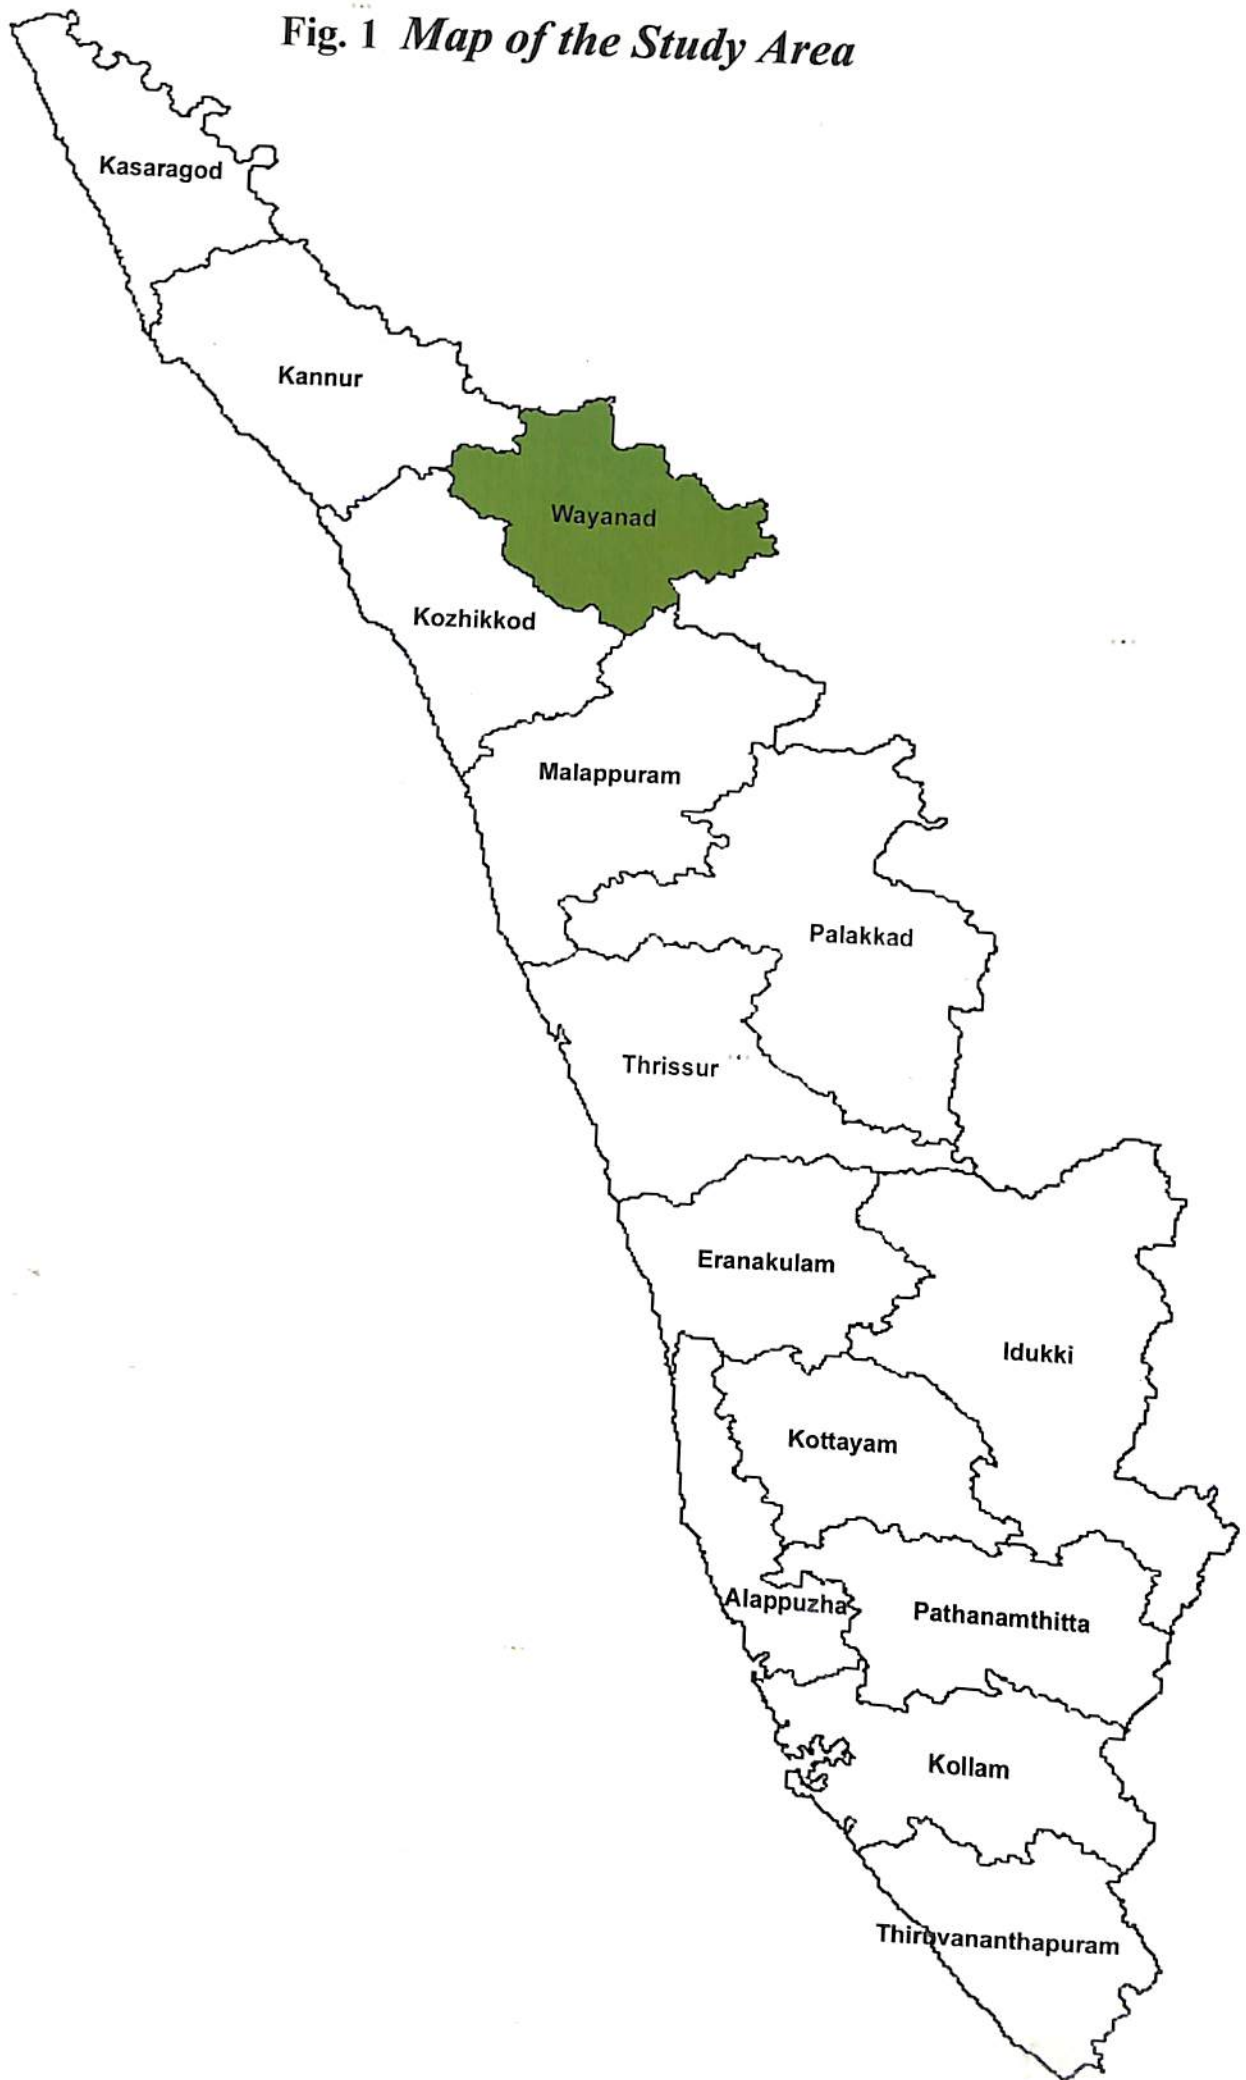 Fig. 1 Map of the Study Area
Kasaragod
Kannur
Wayanad
Kozhikkod
Malappuram
Palakkad
Thrissur
Eranakulam
Idukki
Kottayam
Alappuzha
Pathanamthitta
Kollam
Thiruvananthapuram